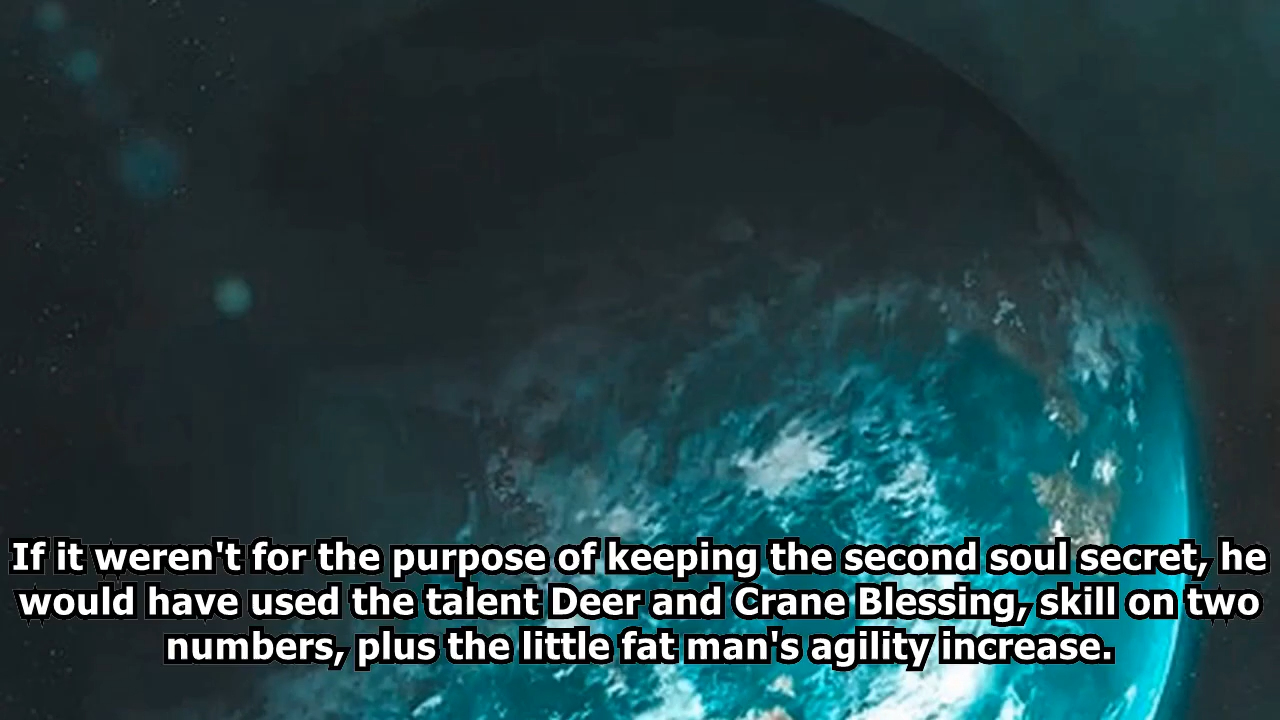 If it weren't for the purpose of keeping the second soul secret, he
would have used the talent Deer and Crane Blessing, skill on two
numbers, plus the little fat man's agility increase.